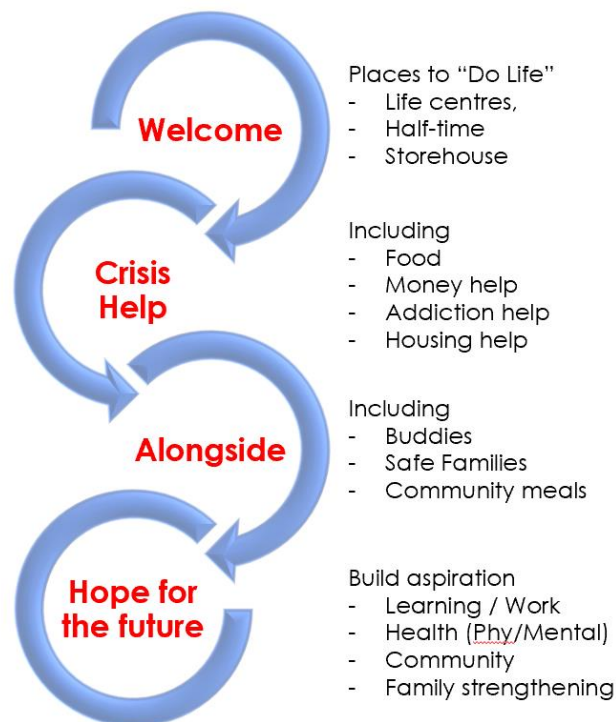 Welcome
Places to “Do Life”
- Life centres,
- Half-time
- Storehouse
Crisis
Help
Including
- Food
- Money help
- Addiction help
- Housing help
Alongside
Including
- Buddies
- Safe Families
- Community meals
Hope for
the future
Build aspiration
- Learning / Work
- Health (Phy/Mental)
- Community
- Family strengthening